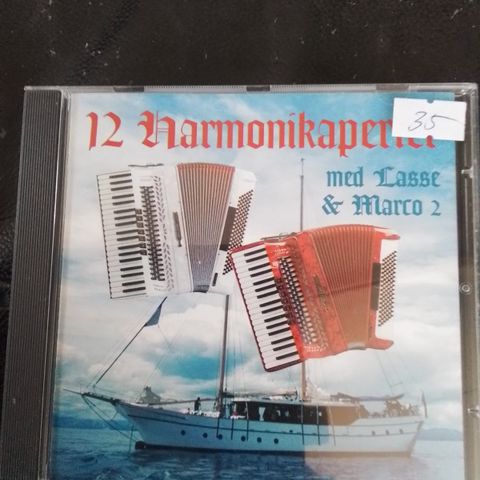 12 Harmonikaperler
35-
med Lasse
& Marco 2